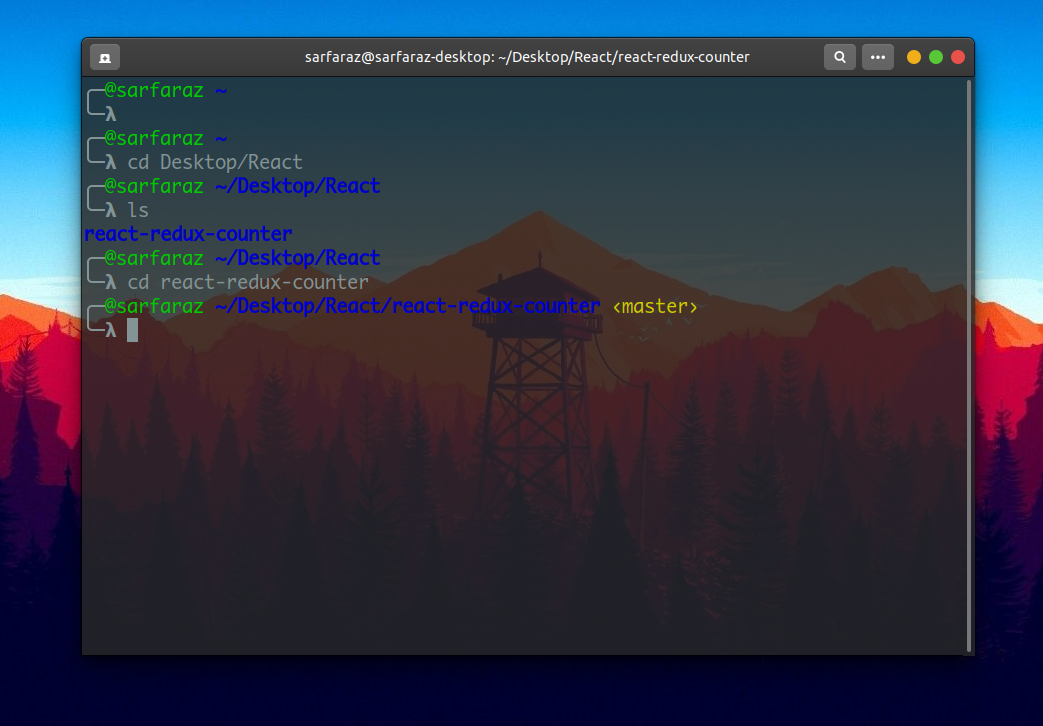 sarfaraz@sarfaraz-desktop: ~/Desktop/React/react-redux-counter
@sarfaraz ~
λ
@sarfaraz ~
λ cd Desktop/React
@sarfaraz ~/Desktop/React
λ ls
react-redux-counter
@sarfaraz ~/Desktop/React
λ cd react-redux-counter
@sarfaraz ~/Desktop/React/react-redux-counter ‹master›
λ